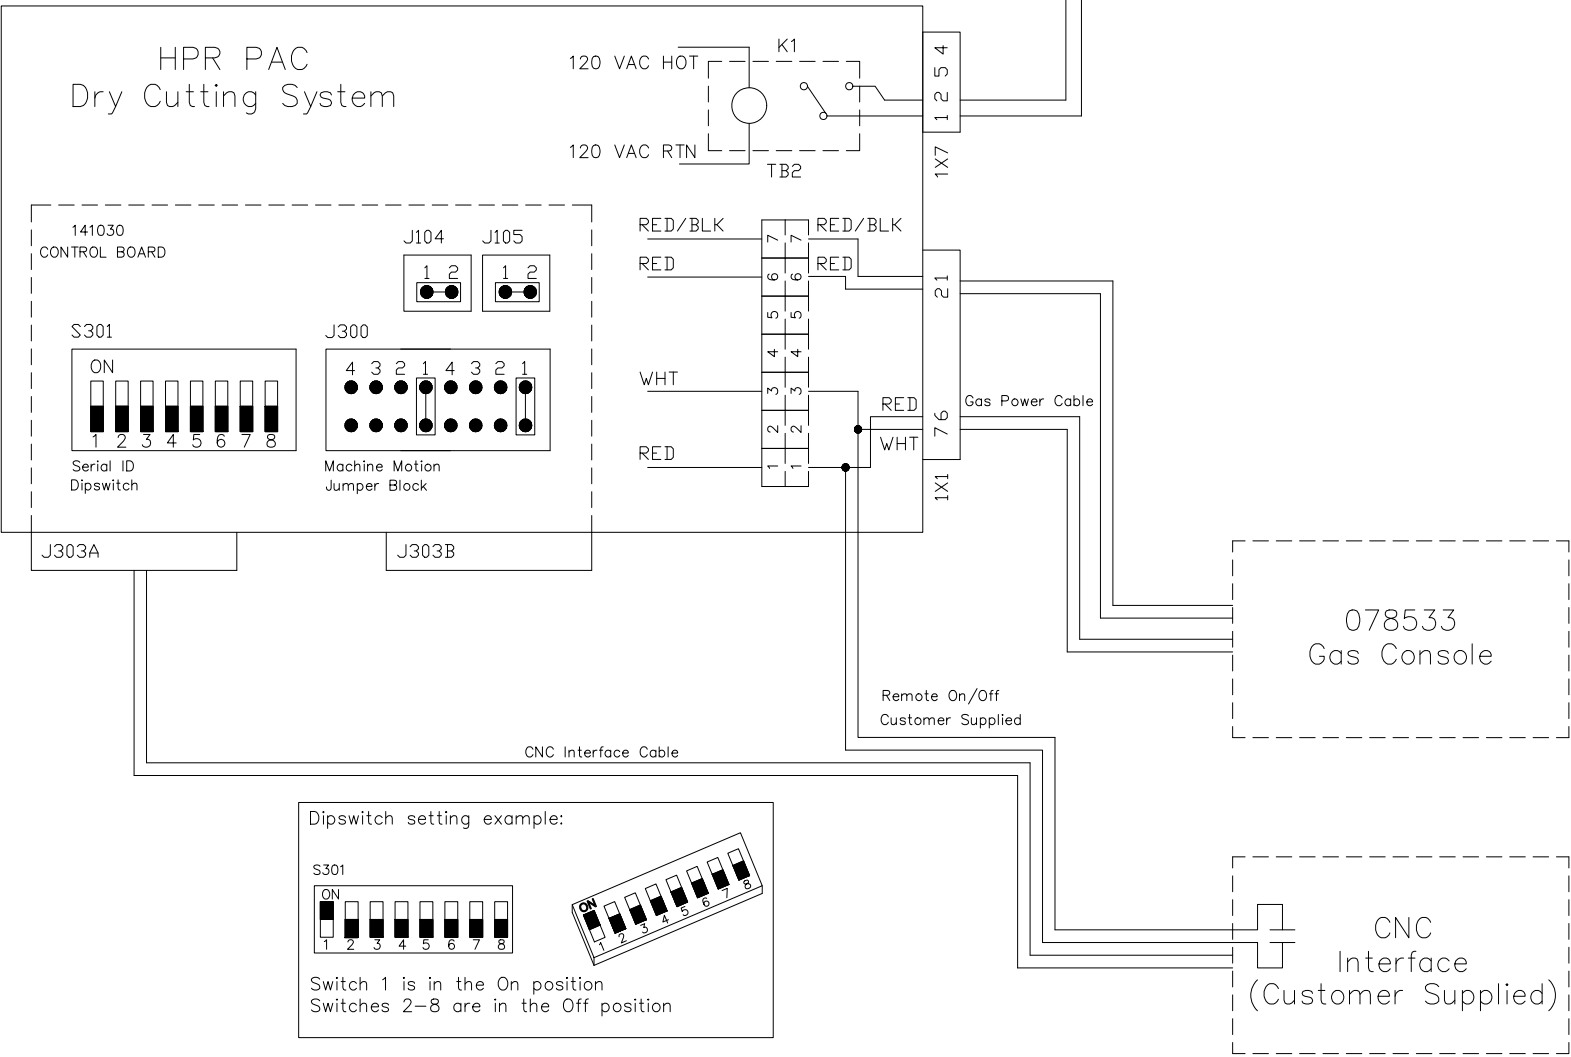 HPR PAC
Dry Cutting System
120 VAC HOT
K1
120 VAC RTN
TB2
1 2 5 4
1X7
141030
CONTROL BOARD
J104
1 2
J105
1 2
S301
ON
1 2 3 4 5 6 7 8
Serial ID
Dipswitch
J300
4 3 2 1 4 3 2 1
Machine Motion
Jumper Block
RED/BLK
7 7
RED/BLK
RED
6 6
RED
5 5
4 4
WHT
3 3
2 2
RED
1 1
RED
WHT
2 1
7 6
1X1
Gas Power Cable
J303A
J303B
078533
Gas Console
Remote On/Off
Customer Supplied
CNC Interface Cable
Dipswitch setting example:
S301
ON
1 2 3 4 5 6 7 8
ON
1 2 3 4 5 6 7 8
Switch 1 is in the On position
Switches 2-8 are in the Off position
CNC
Interface
(Customer Supplied)